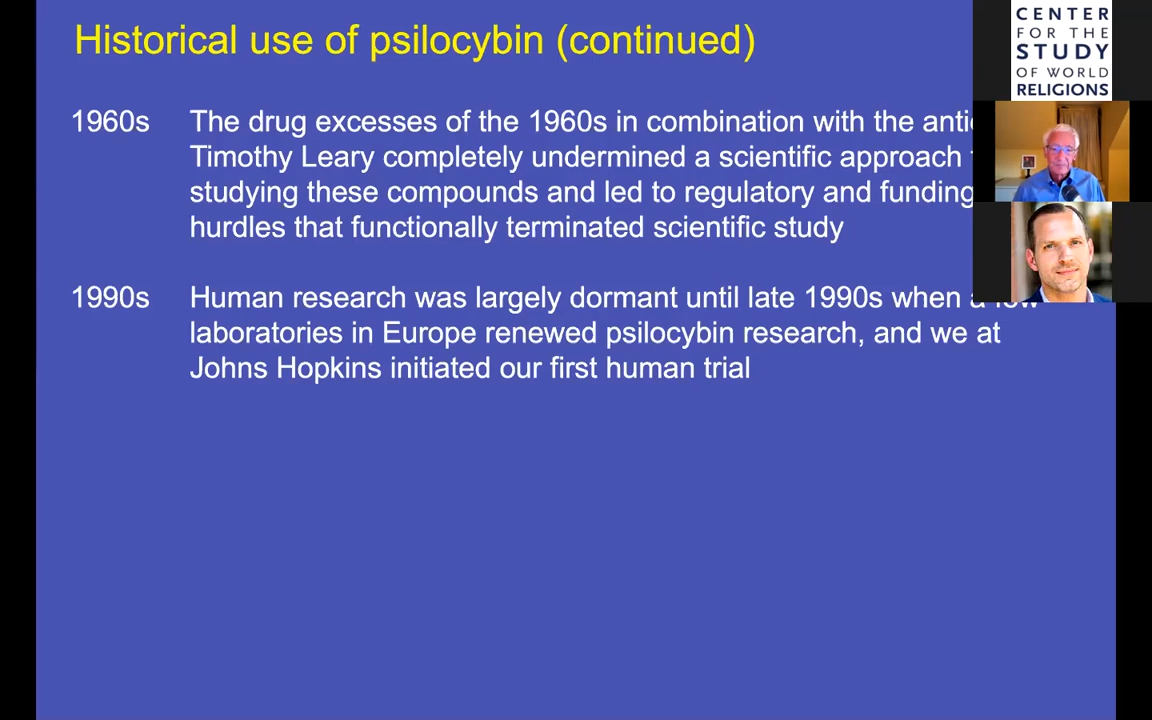 Historical use of psilocybin (continued)
CENTER
FOR THE
STUDY
OF WORLD
RELIGIONS
1960s The drug excesses of the 1960s in combination with the
Timothy Leary completely undermined a scientific approach
studying these compounds and led to regulatory and funding
hurdles that functionally terminated scientific study
1990s Human research was largely dormant until late 1990s when a few
laboratories in Europe renewed psilocybin research, and we at
Johns Hopkins initiated our first human trial